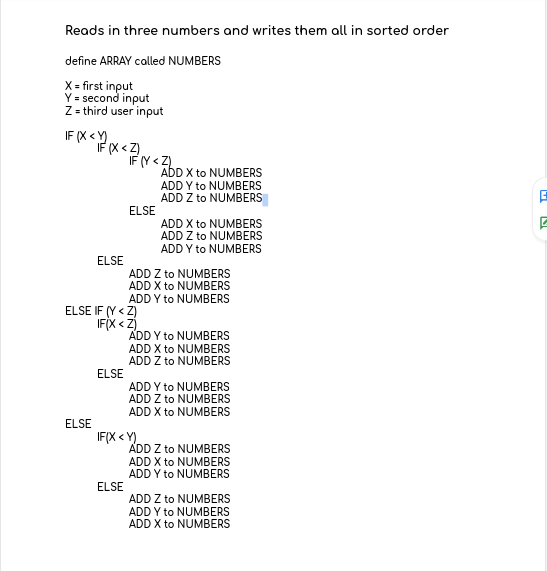 Reads in three numbers and writes them all in sorted order
define ARRAY called NUMBERS
X = first input
Y = second input
Z = third user input
IF (X < Y)
IF (X < Z)
IF (Y < Z)
ADD X to NUMBERS
ADD Y to NUMBERS
ADD Z to NUMBERS
ELSE
ADD X to NUMBERS
ADD Z to NUMBERS
ADD Y to NUMBERS
ELSE
ADD Z to NUMBERS
ADD X to NUMBERS
ADD Y to NUMBERS
ELSE IF (Y < Z)
IF(X < Z)
ADD Y to NUMBERS
ADD X to NUMBERS
ADD Z to NUMBERS
ELSE
ADD Y to NUMBERS
ADD Z to NUMBERS
ADD X to NUMBERS
ELSE
IF(X < Y)
ADD Z to NUMBERS
ADD X to NUMBERS
ADD Y to NUMBERS
ELSE
ADD Z to NUMBERS
ADD Y to NUMBERS
ADD X to NUMBERS